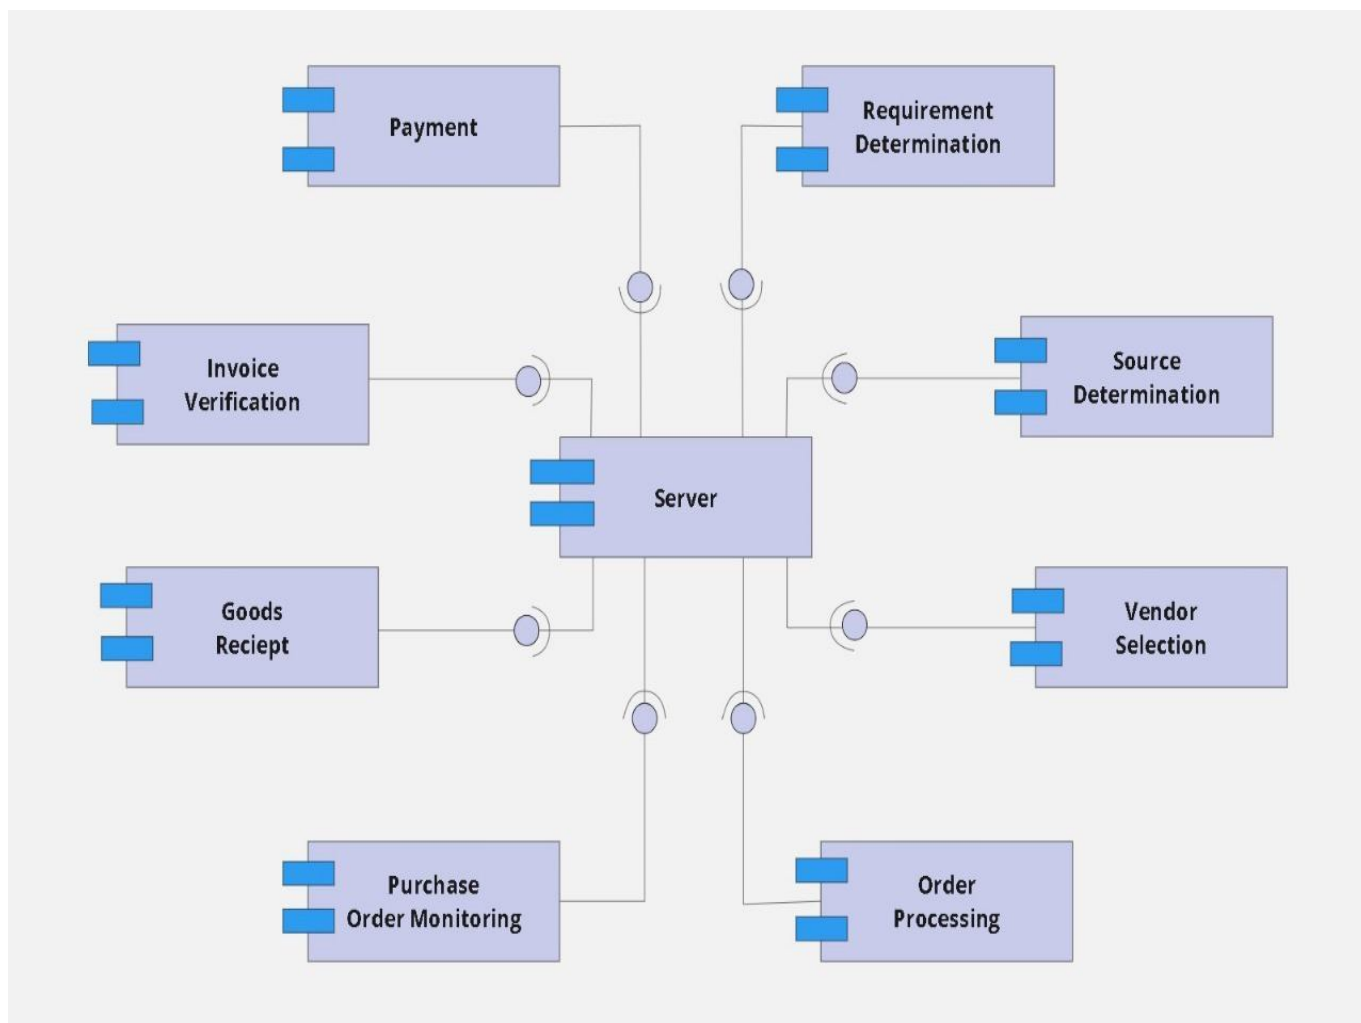 Payment
Requirement
Determination
Invoice
Verification
Source
Determination
Server
Goods
Reciept
Vendor
Selection
Purchase
Order Monitoring
Order
Processing